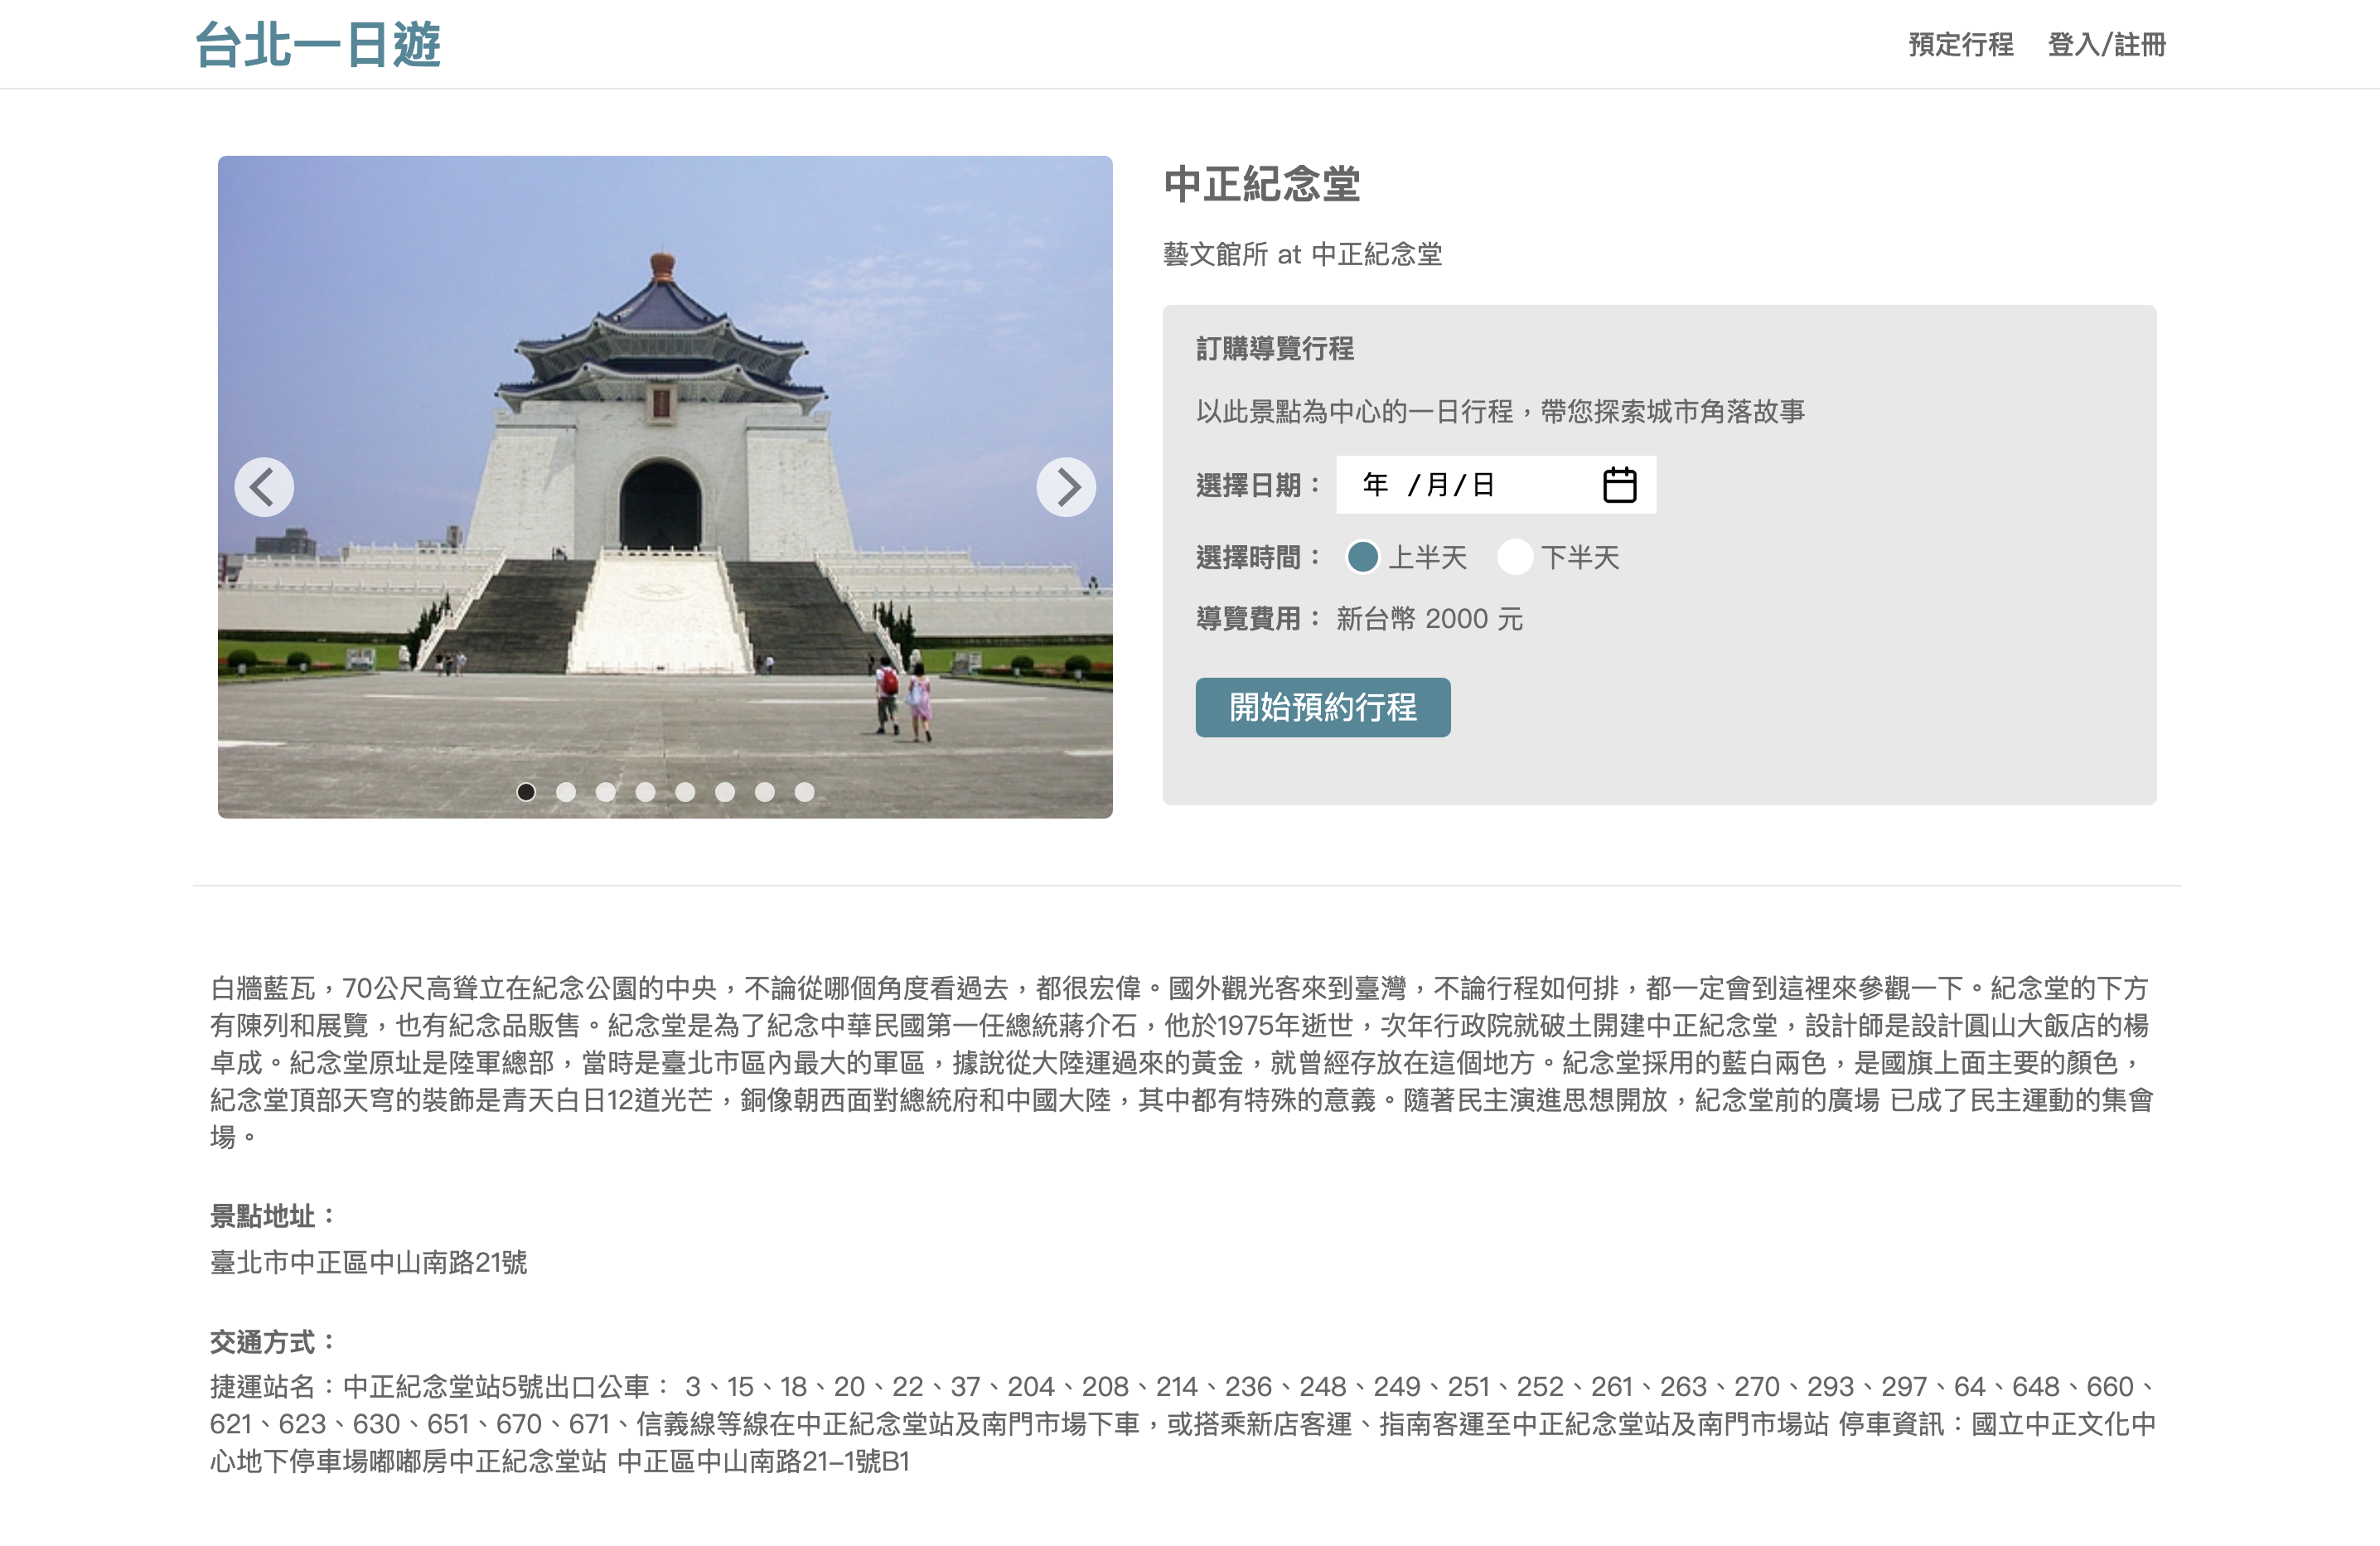 台北一日遊
預定行程 登入/註冊
中正紀念堂
藝文館所 at 中正紀念堂
訂購導覽行程
以此景點為中心的一日行程，帶您探索城市角落故事
選擇日期： 年 /月/日
選擇時間： 上半天 下半天
導覽費用： 新台幣 2000 元
開始預約行程
白牆藍瓦，70公尺高聳立在紀念公園的中央，不論從哪個角度看過去，都很宏偉。國外觀光客來到臺灣，不論行程如何排，都一定會到這裡來參觀一下。紀念堂的下方
有陳列和展覽，也有紀念品販售。紀念堂是為了紀念中華民國第一任總統蔣介石，他於1975年逝世，次年行政院就破土開建中正紀念堂，設計師是設計圓山大飯店的楊
卓成。紀念堂原址是陸軍總部，當時是臺北市區內最大的軍區，據說從大陸運過來的黃金，就曾經存放在這個地方。紀念堂採用的藍白兩色，是國旗上面主要的顏色，
紀念堂頂部天穹的裝飾是青天白日12道光芒，銅像朝西面對總統府和中國大陸，其中都有特殊的意義。隨著民主演進思想開放，紀念堂前的廣場 已成了民主運動的集會
場。
景點地址：
臺北市中正區中山南路21號
交通方式：
捷運站名：中正紀念堂站5號出口公車： 3、15、18、20、22、37、204、208、214、236、248、249、251、252、261、263、270、293、297、64、648、660、
621、623、630、651、670、671、信義線等線在中正紀念堂站及南門市場下車，或搭乘新店客運、指南客運至中正紀念堂站及南門市場站 停車資訊：國立中正文化中
心地下停車場嘟嘟房中正紀念堂站 中正區中山南路21-1號B1